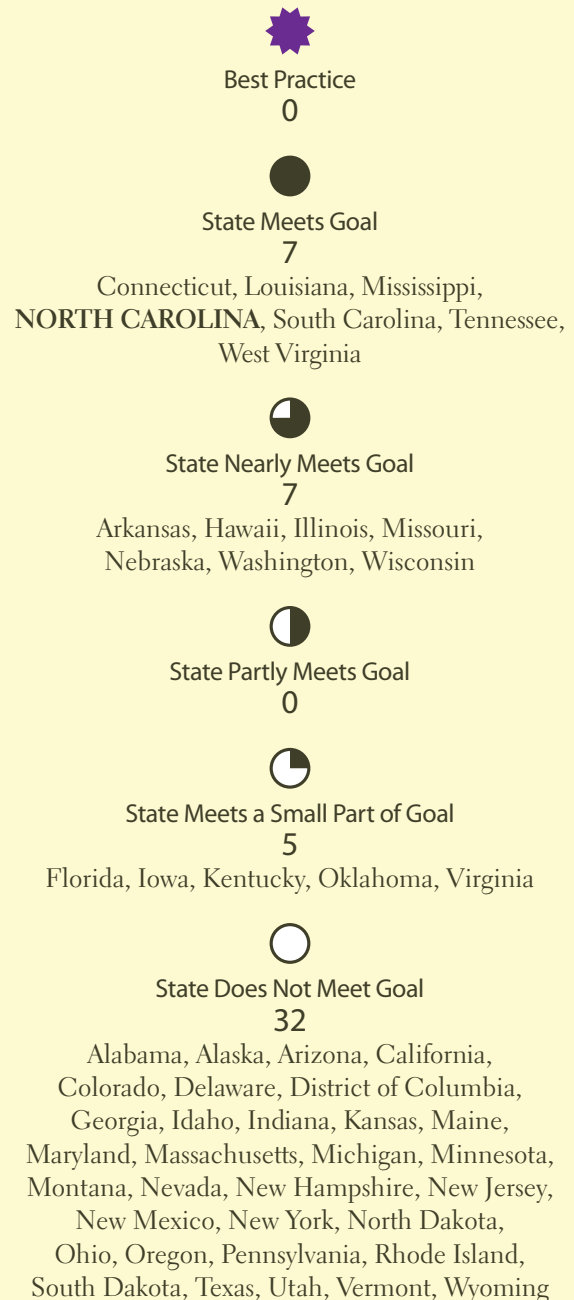 Best Practice
0
State Meets Goal
7
Connecticut, Louisiana, Mississippi,
NORTH CAROLINA, South Carolina, Tennessee,
West Virginia
State Nearly Meets Goal
7
Arkansas, Hawaii, Illinois, Missouri,
Nebraska, Washington, Wisconsin
State Partly Meets Goal
0
State Meets a Small Part of Goal
5
Florida, Iowa, Kentucky, Oklahoma, Virginia
State Does Not Meet Goal
32
Alabama, Alaska, Arizona, California,
Colorado, Delaware, District of Columbia,
Georgia, Idaho, Indiana, Kansas, Maine,
Maryland, Massachusetts, Michigan, Minnesota,
Montana, Nevada, New Hampshire, New Jersey,
New Mexico, New York, North Dakota,
Ohio, Oregon, Pennsylvania, Rhode Island,
South Dakota, Texas, Utah, Vermont, Wyoming